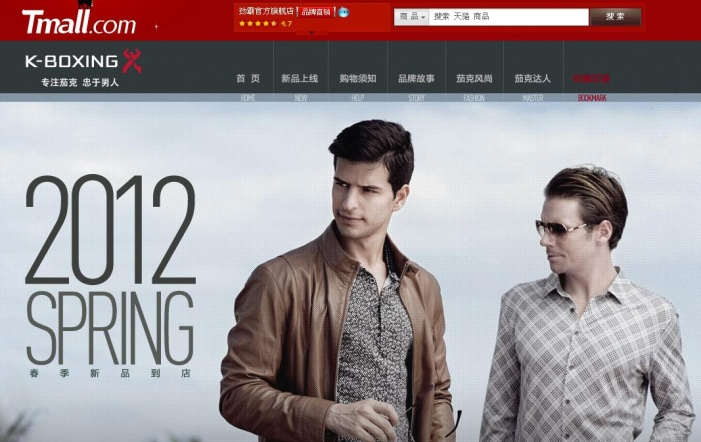 Tmall.com
劲霸官方旗舰店 品牌直销
4.7
商品 搜索 天猫 商品 搜索
K-BOXING
专注茄克 忠于男人
首页 新品上线 购物须知 品牌故事 茄克风尚 茄克达人
HOME NEW HELP STORY FASHION MASTER BOOKMARK
2012
SPRING
春季新品到店